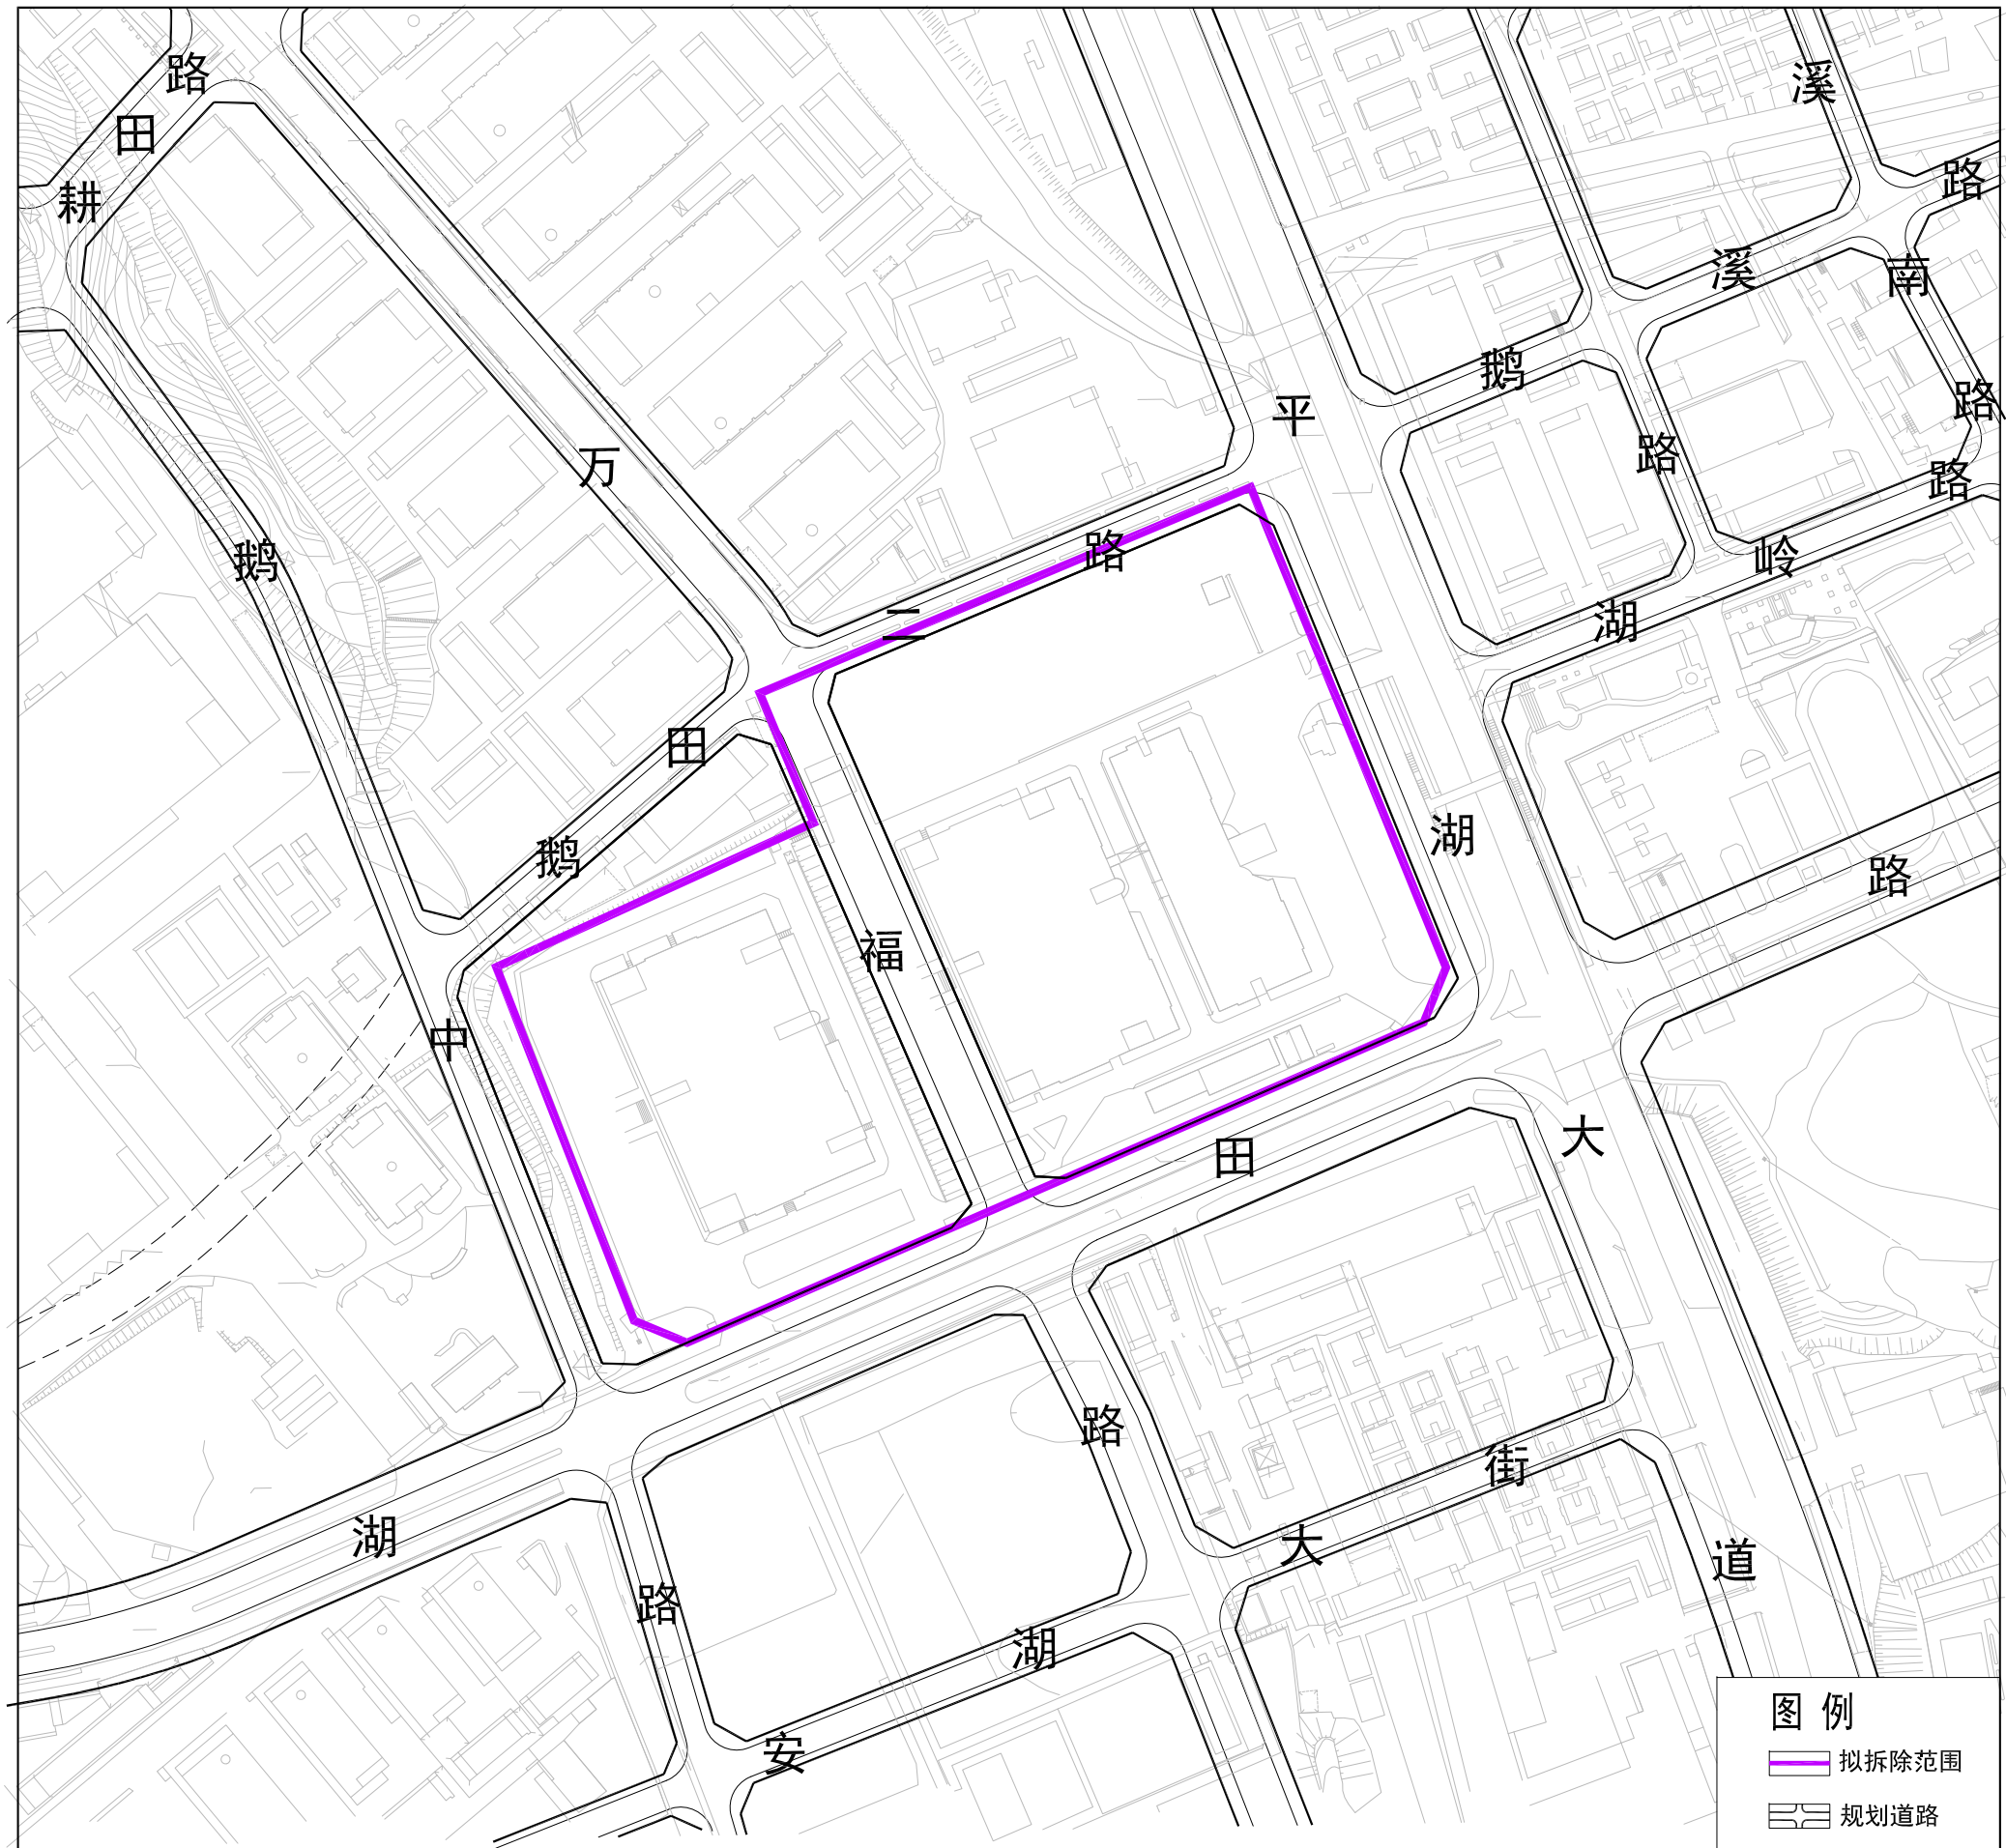 路
田
耕
溪
路
溪
南
鹅
路
路
路
岭
湖
平
湖
大
道
万
福
路
鹅
中
路
鹅
田
二
路
湖
田
路
安
湖
大
街
图 例
拟拆除范围
规划道路